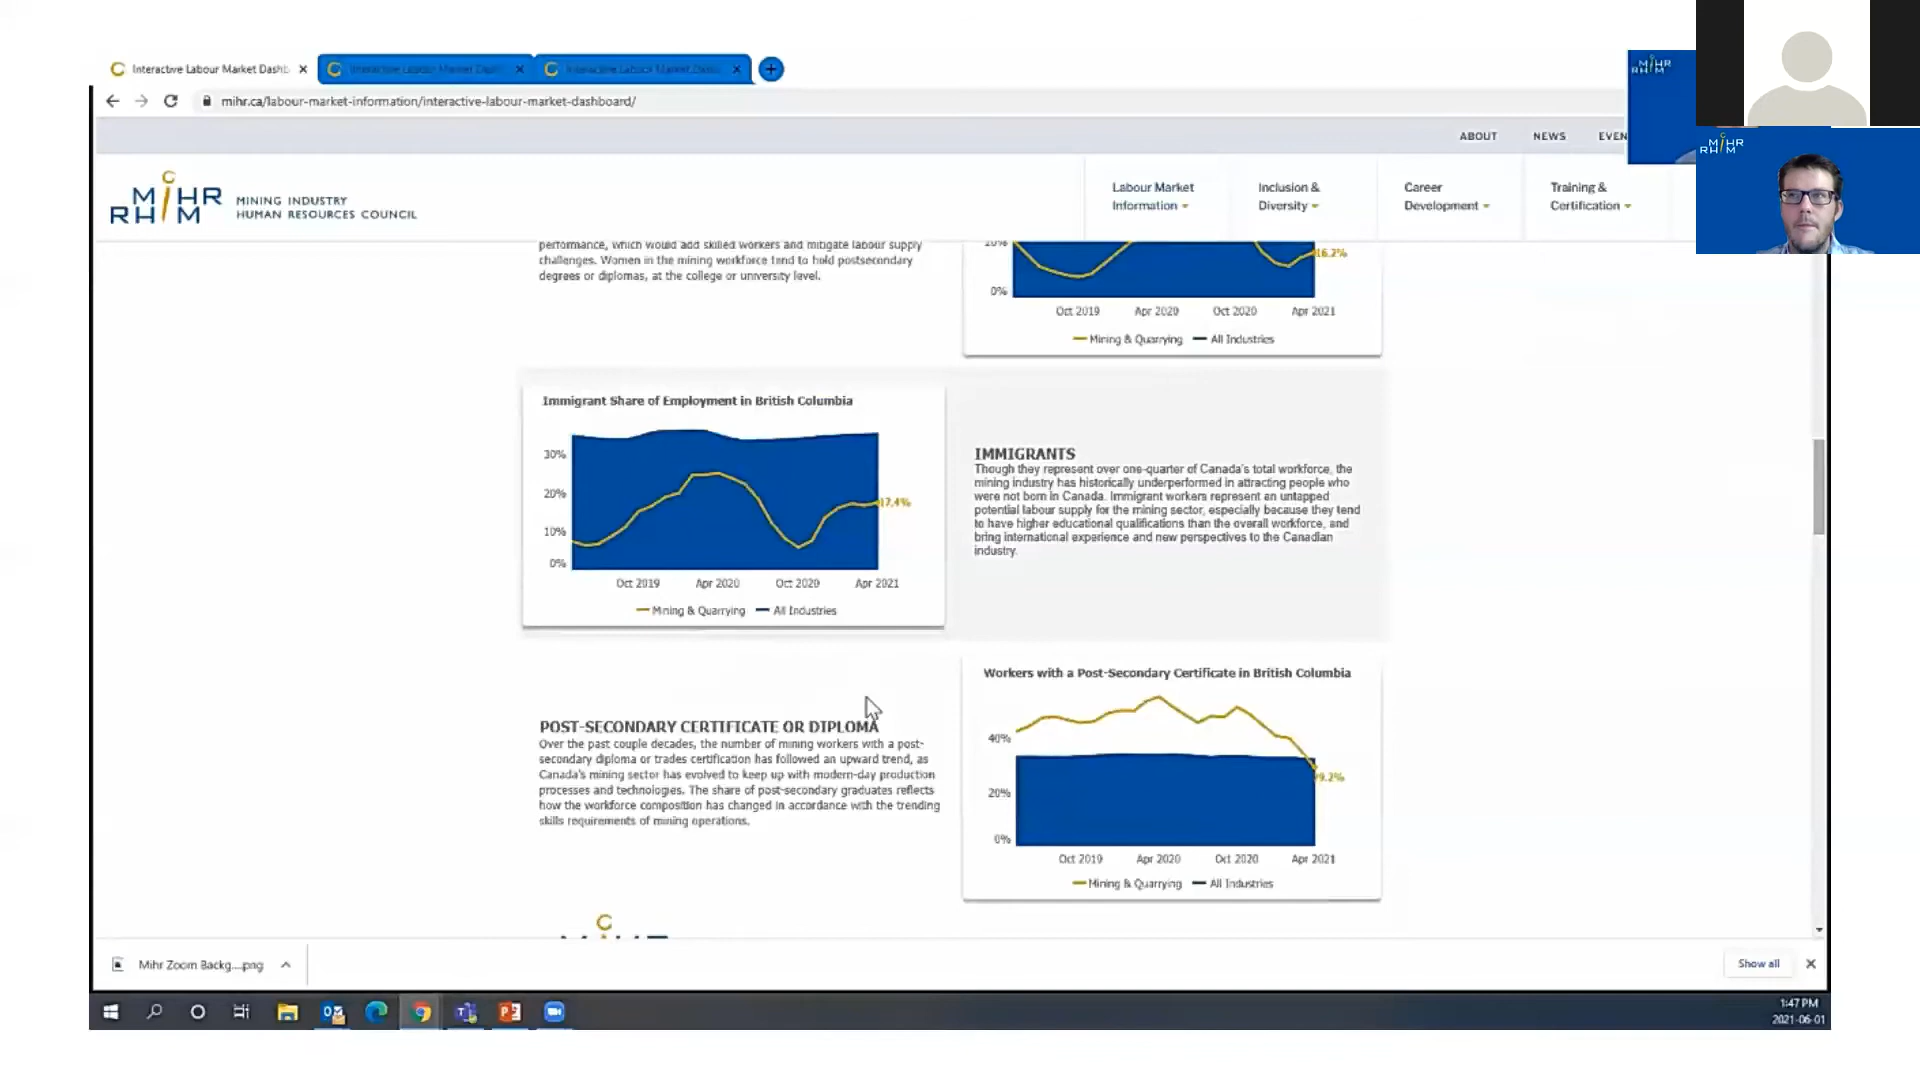 Interactive Labour Market Dashb
mihr.ca/labour-market-information/interactive-labour-market-dashboard/
ABOUT NEWS EVEN
MiHR
RHiM
MINING INDUSTRY
HUMAN RESOURCES COUNCIL
Labour Market
Information
Inclusion &
Diversity
Career
Development
Training &
Certification
MiHR
RHiM
MiHR
RHiM
performance, which would add skilled workers and mitigate labour supply
challenges. Women in the mining workforce tend to hold postsecondary
degrees or diplomas, at the college or university level.
16.2%
0%
Oct 2019 Apr 2020 Oct 2020 Apr 2021
Mining & Quarrying All Industries
Immigrant Share of Employment in British Columbia
30%
20%
10%
0%
17.4%
Oct 2019 Apr 2020 Oct 2020 Apr 2021
Mining & Quarrying All Industries
IMMIGRANTS
Though they represent over one-quarter of Canada's total workforce, the
mining industry has historically underperformed in attracting people who
were not born in Canada. Immigrant workers represent an untapped
potential labour supply for the mining sector, especially because they tend
to have higher educational qualifications than the overall workforce, and
bring international experience and new perspectives to the Canadian
industry.
POST-SECONDARY CERTIFICATE OR DIPLOMA
Over the past couple decades, the number of mining workers with a post-
secondary diploma or trades certification has followed an upward trend, as
Canada's mining sector has evolved to keep up with modern-day production
processes and technologies. The share of post-secondary graduates reflects
how the workforce composition has changed in accordance with the trending
skills requirements of mining operations.
Workers with a Post-Secondary Certificate in British Columbia
40%
20%
0%
9.2%
Oct 2019 Apr 2020 Oct 2020 Apr 2021
Mining & Quarrying All Industries
Mihr Zoom Backg....png
Show all
1:47 PM
2021-06-01